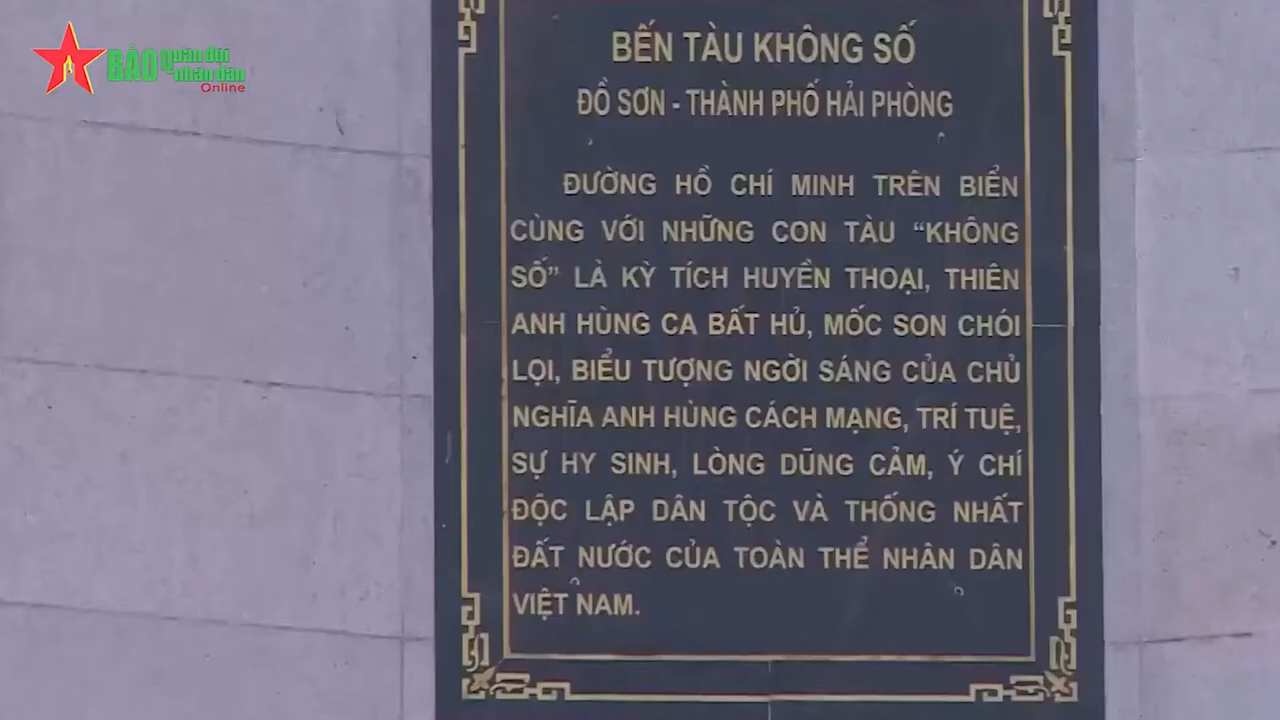 BÁO Quân đội nhân dân
Online
BẾN TÀU KHÔNG SỐ
ĐỒ SƠN - THÀNH PHỐ HẢI PHÒNG
ĐƯỜNG HỒ CHÍ MINH TRÊN BIỂN
CÙNG VỚI NHỮNG CON TÀU “KHÔNG
SỐ” LÀ KỲ TÍCH HUYỀN THOẠI, THIÊN
ANH HÙNG CA BẤT HỦ, MỐC SON CHÓI
LỌI, BIỂU TƯỢNG NGỜI SÁNG CỦA CHỦ
NGHĨA ANH HÙNG CÁCH MẠNG, TRÍ TUỆ,
SỰ HY SINH, LÒNG DŨNG CẢM, Ý CHÍ
ĐỘC LẬP DÂN TỘC VÀ THỐNG NHẤT
ĐẤT NƯỚC CỦA TOÀN THỂ NHÂN DÂN
VIỆT NAM.